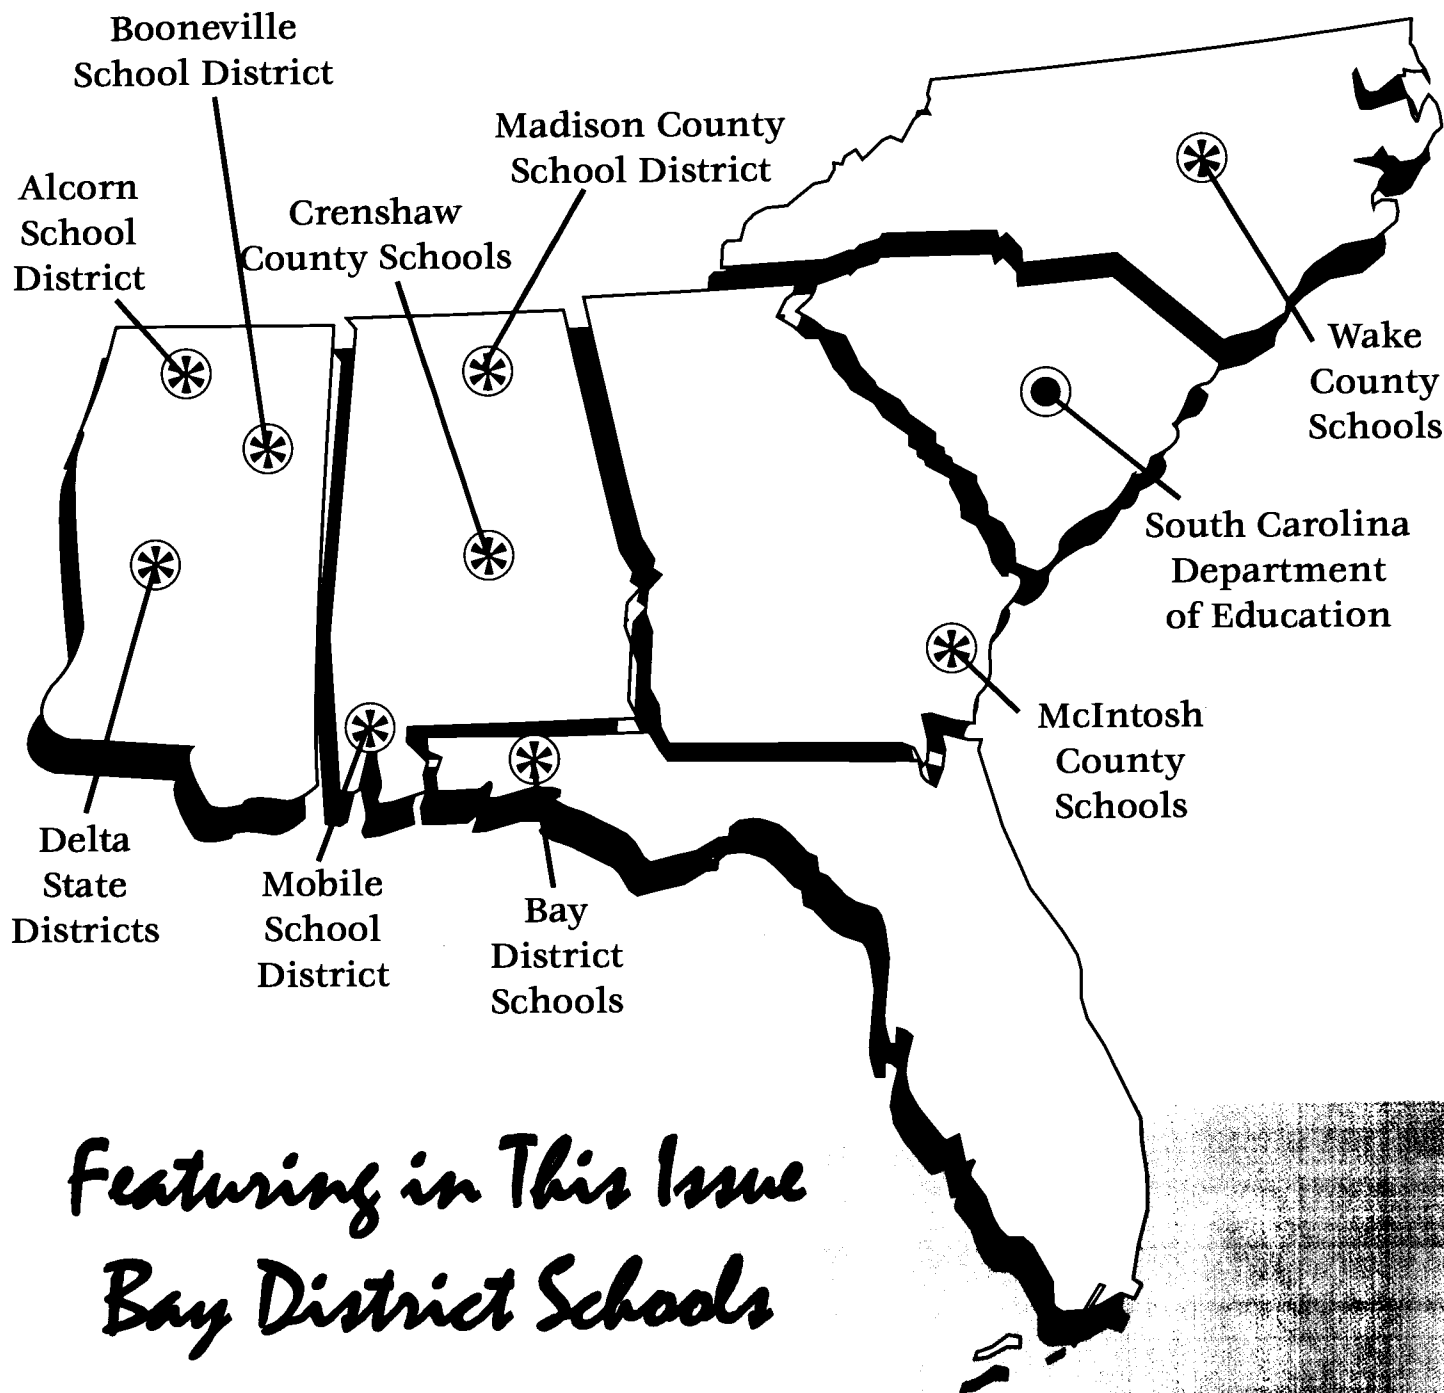 Booneville
School District
Madison County
School District
Alcorn
School
District
Crenshaw
County Schools
Wake
County
Schools
South Carolina
Department
of Education
McIntosh
County
Schools
Delta
State
Districts
Mobile
School
District
Bay
District
Schools
Featuring in This Issue
Bay District Schools